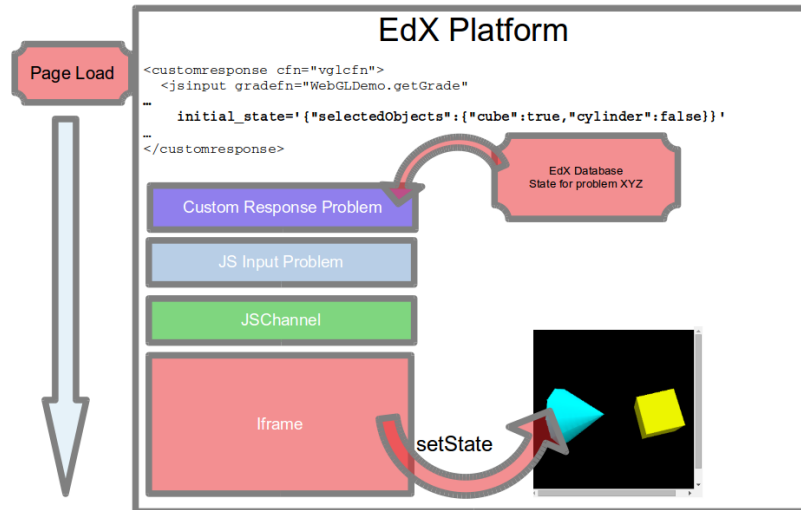 EdX Platform
Page Load
<customresponse cfn="vglcfn">
<jsinput gradefn="WebGLDemo.getGrade"
…
initial_state='{"selectedObjects":{"cube":true,"cylinder":false}}'
…
</customresponse>
EdX Database
State for problem XYZ
Custom Response Problem
JS Input Problem
JSChannel
Iframe
setState